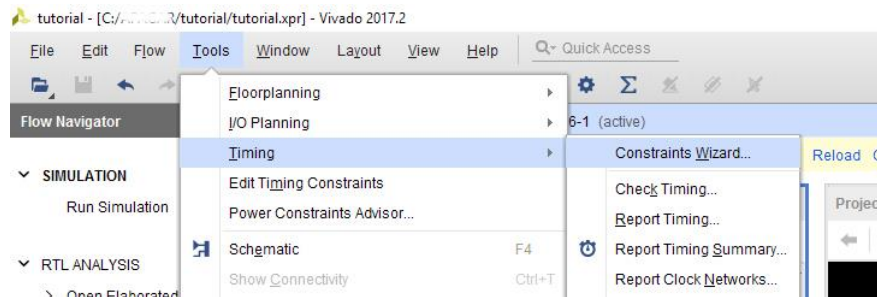 tutorial - [C:/ /tutorial/tutorial.xpr] - Vivado 2017.2
File Edit Flow Tools Window Layout View Help Quick Access
Flow Navigator
6-1 (active)
Floorplanning
I/O Planning
Timing
Edit Timing Constraints
Power Constraints Advisor...
Schematic F4
Show Connectivity Ctrl+T
Constraints Wizard...
Check Timing...
Report Timing...
Report Timing Summary...
Report Clock Networks...
Reload
Projec
SIMULATION
Run Simulation
RTL ANALYSIS
Open Elaborated